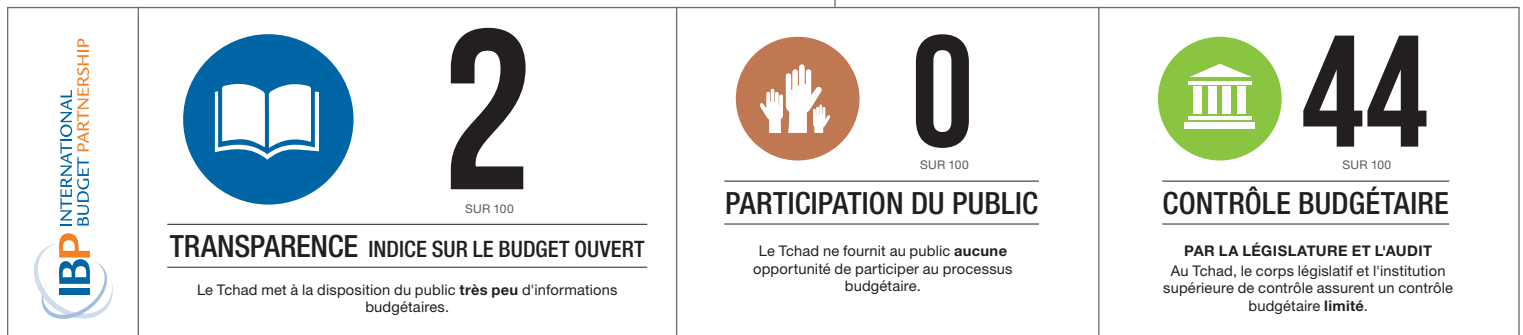 IBP INTERNATIONAL
BUDGET PARTNERSHIP
2
SUR 100
TRANSPARENCE INDICE SUR LE BUDGET OUVERT
Le Tchad met à la disposition du public très peu d'informations
budgétaires.
0
SUR 100
PARTICIPATION DU PUBLIC
Le Tchad ne fournit au public aucune
opportunité de participer au processus
budgétaire.
44
SUR 100
CONTRÔLE BUDGÉTAIRE
PAR LA LÉGISLATURE ET L'AUDIT
Au Tchad, le corps législatif et l'institution
supérieure de contrôle assurent un contrôle
budgétaire limité.